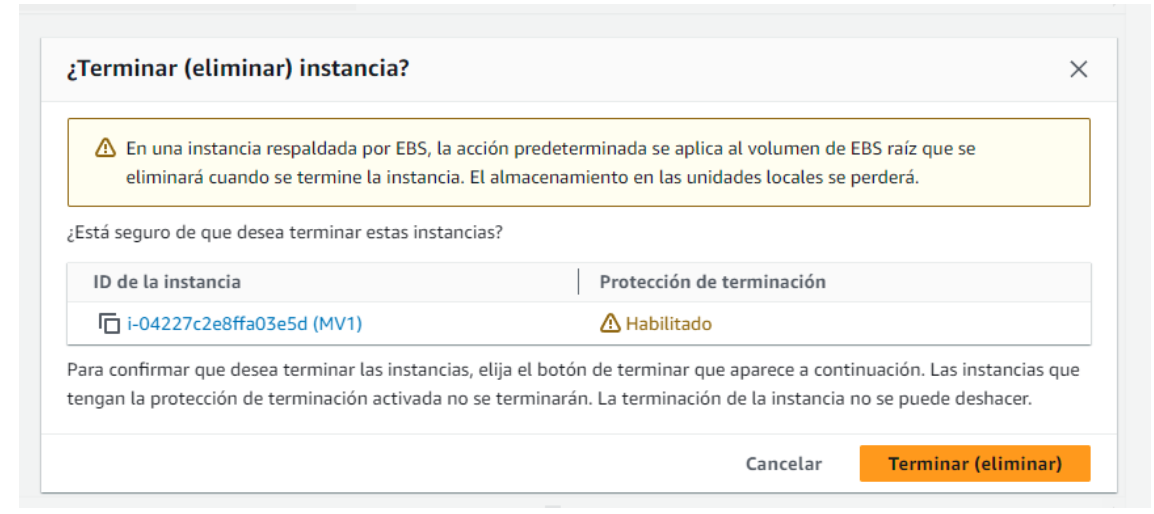 ¿Terminar (eliminar) instancia?
En una instancia respaldada por EBS, la acción predeterminada se aplica al volumen de EBS raíz que se
eliminará cuando se termine la instancia. El almacenamiento en las unidades locales se perderá.
¿Está seguro de que desea terminar estas instancias?
ID de la instancia
Protección de terminación
i-04227c2e8ffa03e5d (MV1)
Habilitado
Para confirmar que desea terminar las instancias, elija el botón de terminar que aparece a continuación. Las instancias que
tengan la protección de terminación activada no se terminarán. La terminación de la instancia no se puede deshacer.
Cancelar
Terminar (eliminar)